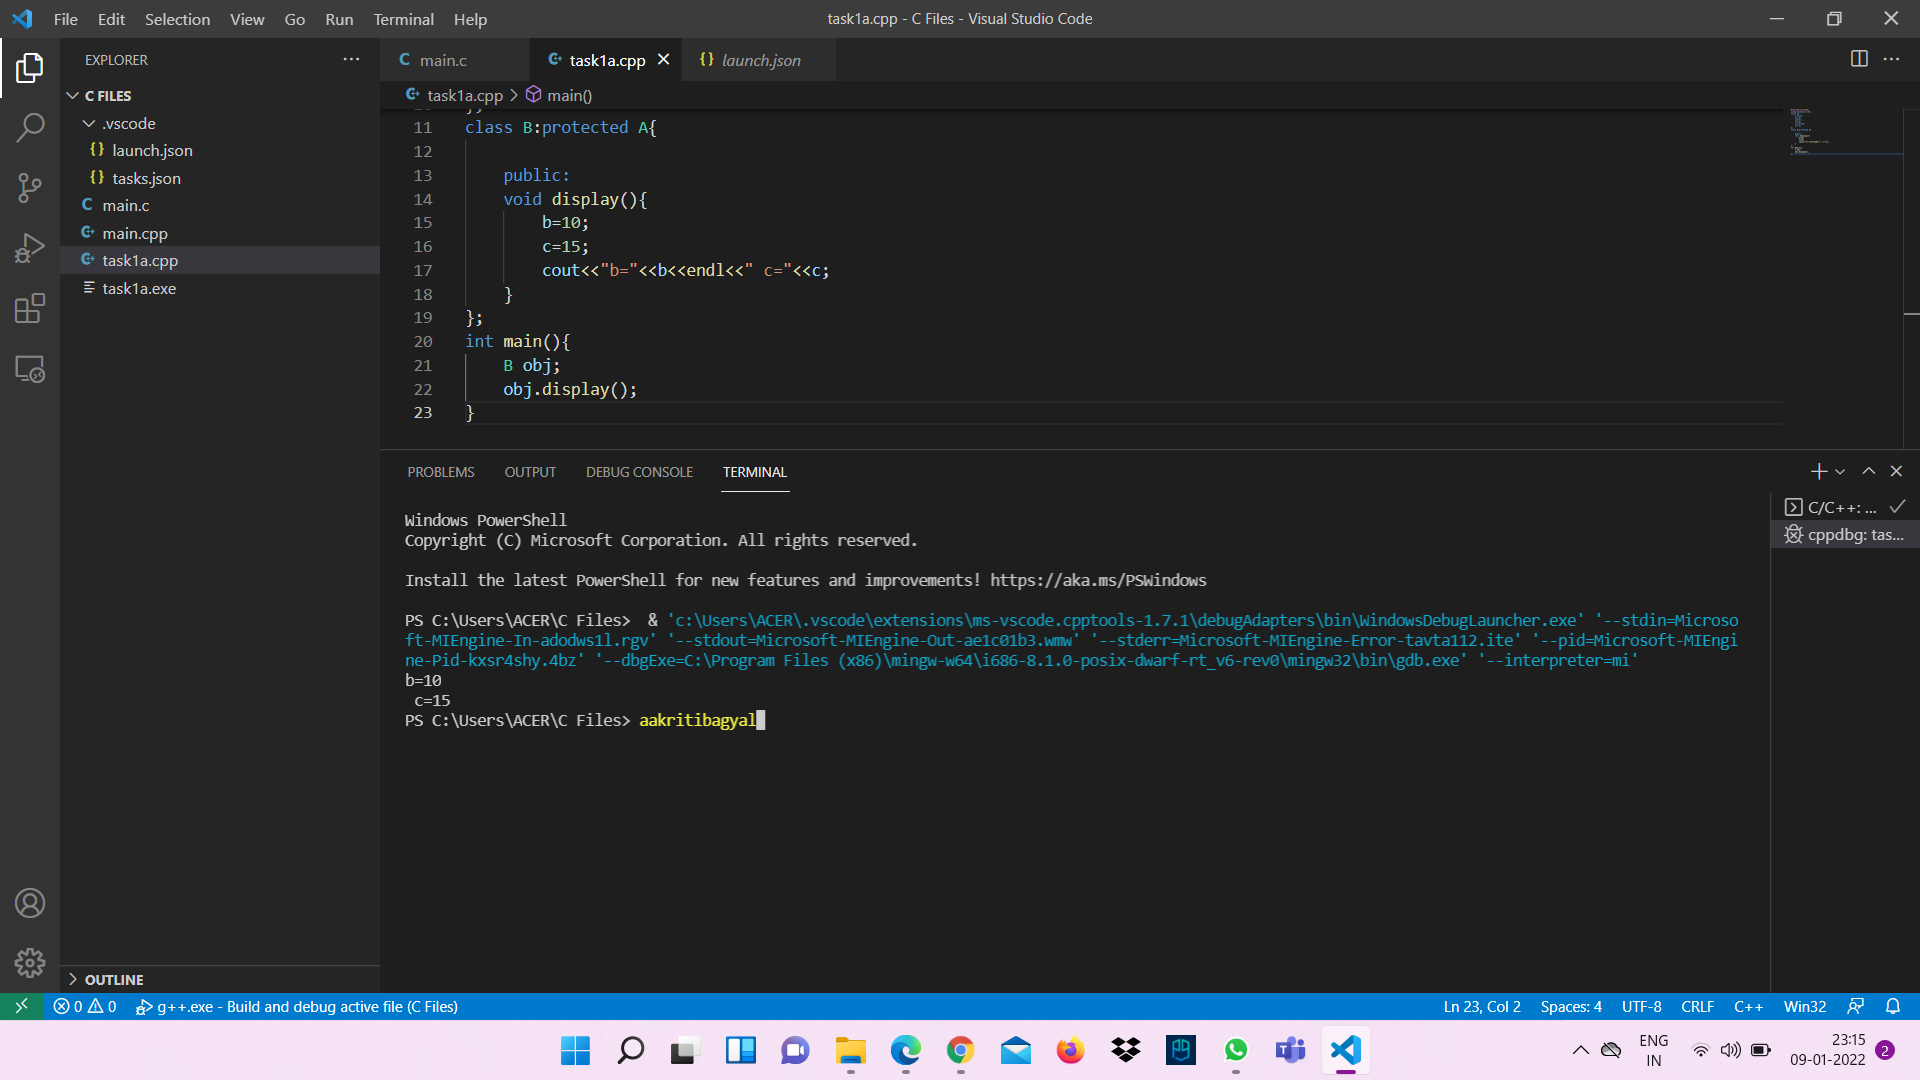 File Edit Selection View Go Run Terminal Help
task1a.cpp - C Files - Visual Studio Code
EXPLORER
C FILES
.vscode
launch.json
tasks.json
main.c
main.cpp
task1a.cpp
task1a.exe
OUTLINE
main.c
task1a.cpp
launch.json
task1a.cpp > main()
11 class B:protected A{
12
13 public:
14 void display(){
15 b=10;
16 c=15;
17 cout<<"b="<<b<<endl<<" c="<<c;
18 }
19 };
20 int main(){
21 B obj;
22 obj.display();
23 }
PROBLEMS OUTPUT DEBUG CONSOLE TERMINAL
C/C++: ...
cppdbg: tas...
Windows PowerShell
Copyright (C) Microsoft Corporation. All rights reserved.
Install the latest PowerShell for new features and improvements! https://aka.ms/PSWindows
PS C:\Users\ACER\C Files>  & 'c:\Users\ACER\.vscode\extensions\ms-vscode.cpptools-1.7.1\debugAdapters\bin\WindowsDebugLauncher.exe' '--stdin=Microso
ft-MIEngine-In-adodws1l.rgv' '--stdout=Microsoft-MIEngine-Out-ae1c01b3.wmw' '--stderr=Microsoft-MIEngine-Error-tavta112.ite' '--pid=Microsoft-MIEngi
ne-Pid-kxsr4shy.4bz' '--dbgExe=C:\Program Files (x86)\mingw-w64\i686-8.1.0-posix-dwarf-rt_v6-rev0\mingw32\bin\gdb.exe' '--interpreter=mi'
b=10
c=15
PS C:\Users\ACER\C Files> aakritibagyal
0 0 g++.exe - Build and debug active file (C Files)
Ln 23, Col 2 Spaces: 4 UTF-8 CRLF C++ Win32
ENG
IN
23:15
09-01-2022
2